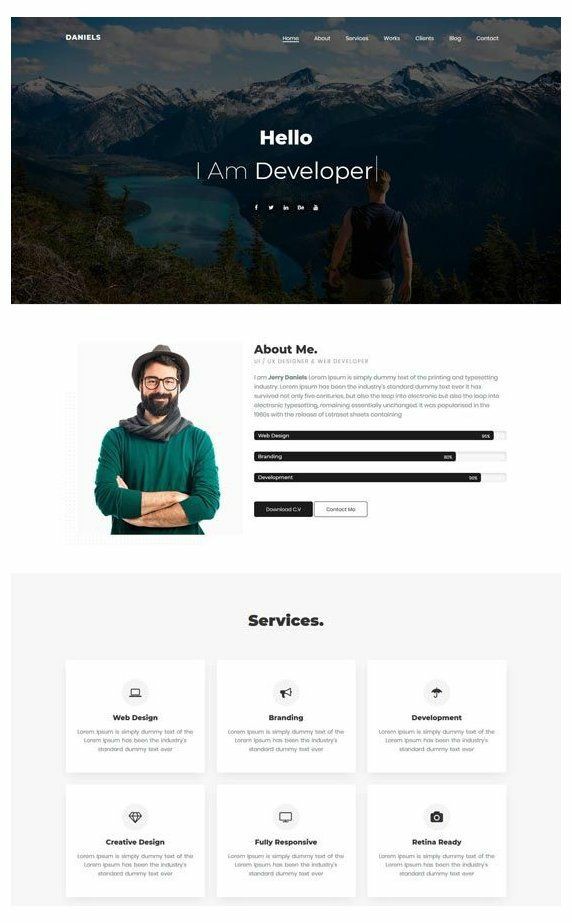 DANIELS
Home About Services Works Clients Blog Contact
Hello
I Am Developer
About Me.
UI / UX DESIGNER & WEB DEVELOPER
I am Jerry Daniels Lorem Ipsum is simply dummy text of the printing and typesetting
industry. Lorem Ipsum has been the industry's standard dummy text ever It has
survived not only five centuries, but also the leap into electronic but also the leap into
electronic typesetting, remaining essentially unchanged. It was popularised in the
1960s with the release of Letraset sheets containing
Web Design 95%
Branding 80%
Development 90%
Download C.V Contact Me
Services.
Web Design
Lorem Ipsum is simply dummy text of the
Lorem Ipsum has been the industry's
standard dummy text ever
Branding
Lorem Ipsum is simply dummy text of the
Lorem Ipsum has been the industry's
standard dummy text ever
Development
Lorem Ipsum is simply dummy text of the
Lorem Ipsum has been the industry's
standard dummy text ever
Creative Design
Lorem Ipsum is simply dummy text of the
Lorem Ipsum has been the industry's
standard dummy text ever
Fully Responsive
Lorem Ipsum is simply dummy text of the
Lorem Ipsum has been the industry's
standard dummy text ever
Retina Ready
Lorem Ipsum is simply dummy text of the
Lorem Ipsum has been the industry's
standard dummy text ever